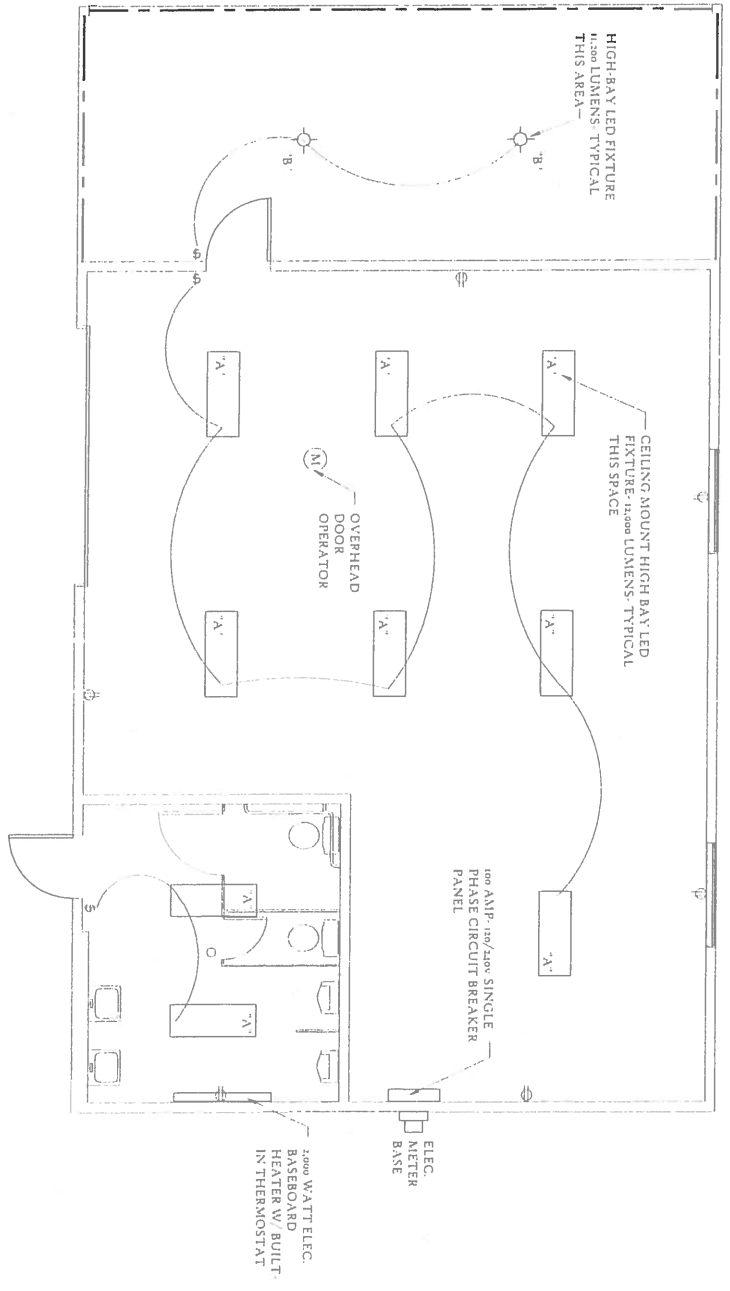 HIGH-BAY LED FIXTURE
11,200 LUMENS- TYPICAL
THIS AREA
"B"
"B"
$
$
"A"
"A"
"A"
CEILING MOUNT HIGH BAY LED
FIXTURE- 12,000 LUMENS- TYPICAL
THIS SPACE
M
OVERHEAD
DOOR
OPERATOR
"A"
"A"
"A"
100 AMP- 120/240V SINGLE
PHASE CIRCUIT BREAKER
PANEL
"A"
"A"
"A"
$
ELEC.
METER
BASE
2,000 WATT ELEC.
BASEBOARD
HEATER W/ BUILT-
IN THERMOSTAT